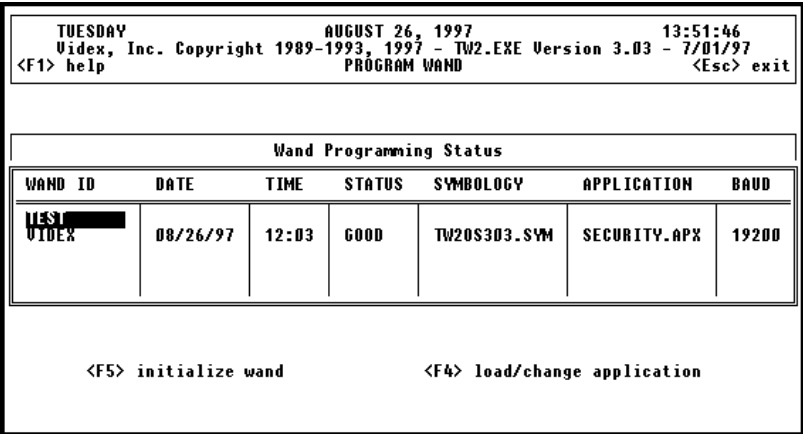 TUESDAY AUGUST 26, 1997 13:51:46
Videx, Inc. Copyright 1989-1993, 1997 - TW2.EXE Version 3.03 - 7/01/97
<F1> help PROGRAM WAND <Esc> exit
Wand Programming Status
WAND ID DATE TIME STATUS SYMBOLOGY APPLICATION BAUD
TEST
VIDEX 08/26/97 12:03 GOOD TW20S303.SYM SECURITY.APX 19200
<F5> initialize wand <F4> load/change application